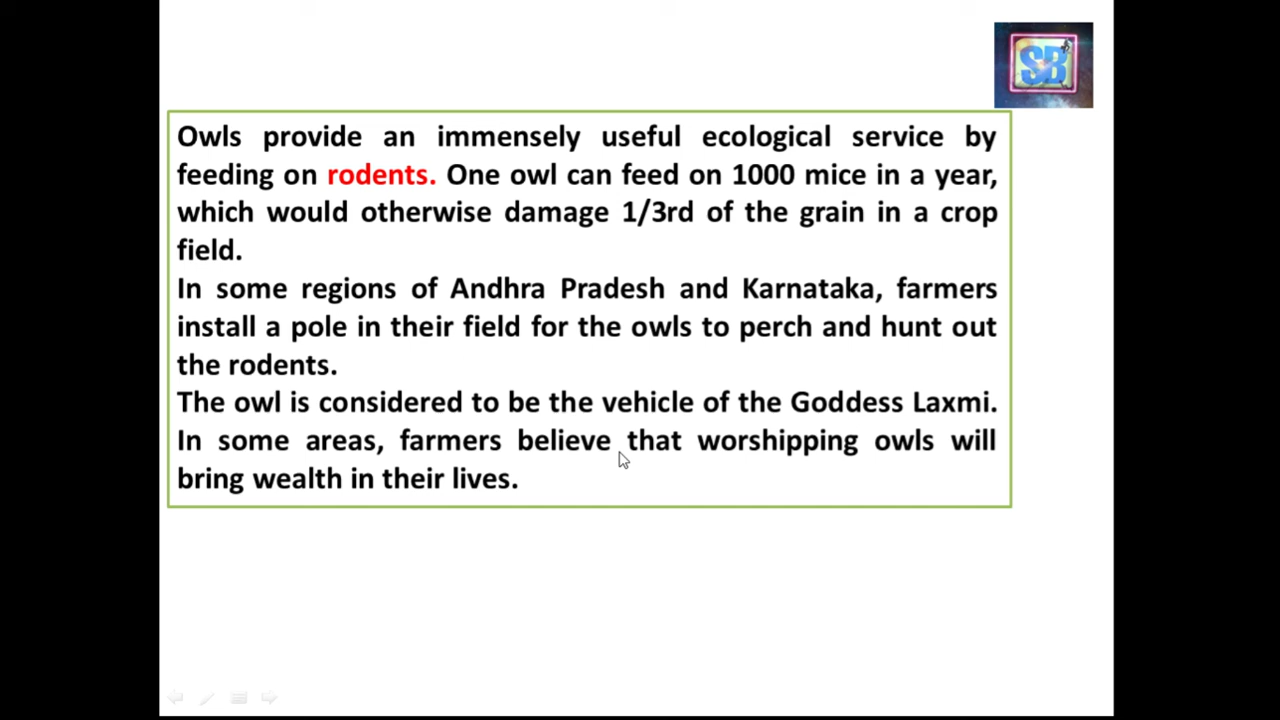 SB
Owls provide an immensely useful ecological service by
feeding on rodents. One owl can feed on 1000 mice in a year,
which would otherwise damage 1/3rd of the grain in a crop
field.
In some regions of Andhra Pradesh and Karnataka, farmers
install a pole in their field for the owls to perch and hunt out
the rodents.
The owl is considered to be the vehicle of the Goddess Laxmi.
In some areas, farmers believe that worshipping owls will
bring wealth in their lives.